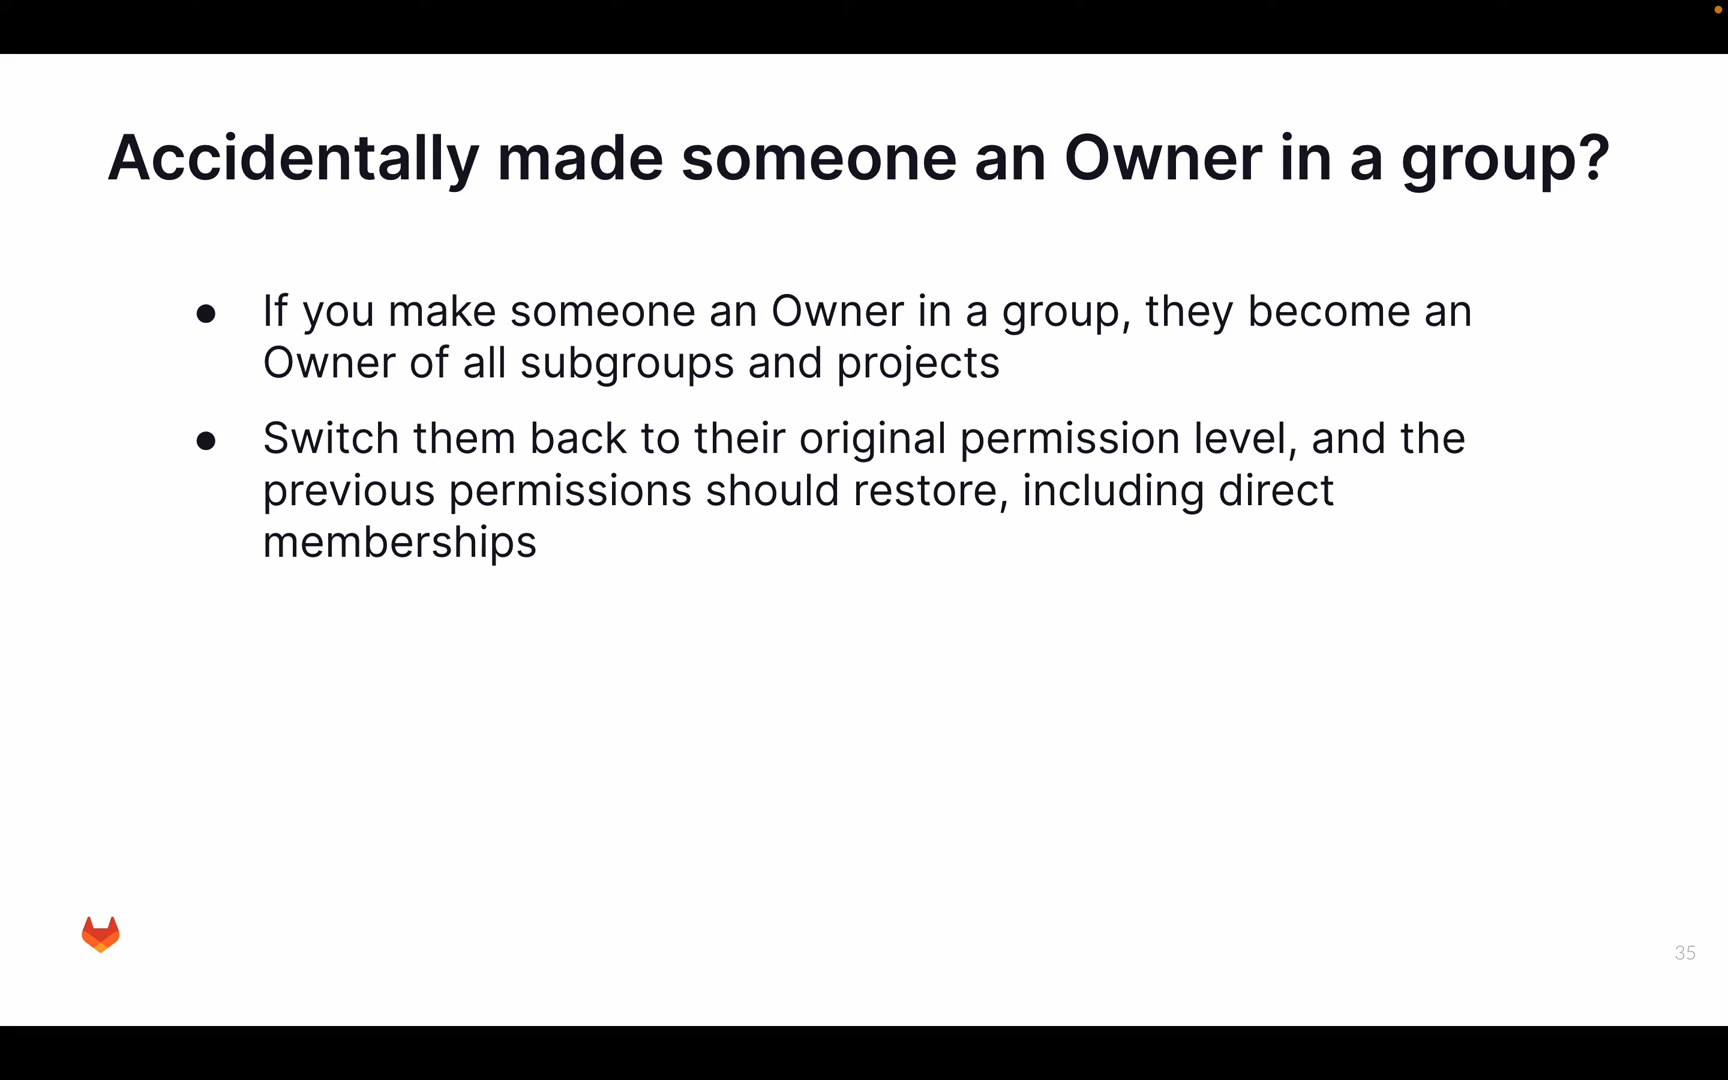 Accidentally made someone an Owner in a group?
● If you make someone an Owner in a group, they become an
Owner of all subgroups and projects
● Switch them back to their original permission level, and the
previous permissions should restore, including direct
memberships
35